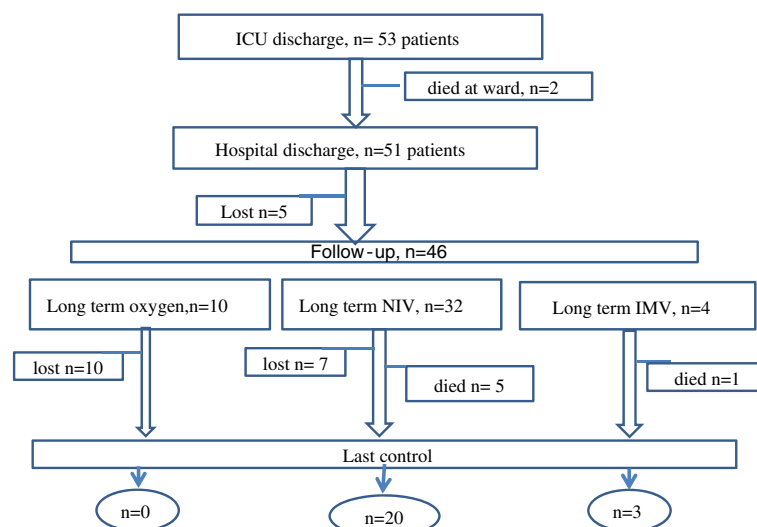 ICU discharge, n= 53 patients
died at ward, n=2
Hospital discharge, n=51 patients
Lost n=5
Follow-up, n=46
Long term oxygen,n=10
Long term NIV, n=32
Long term IMV, n=4
lost n=10
lost n= 7
died n= 5
died n=1
Last control
n=0
n=20
n=3